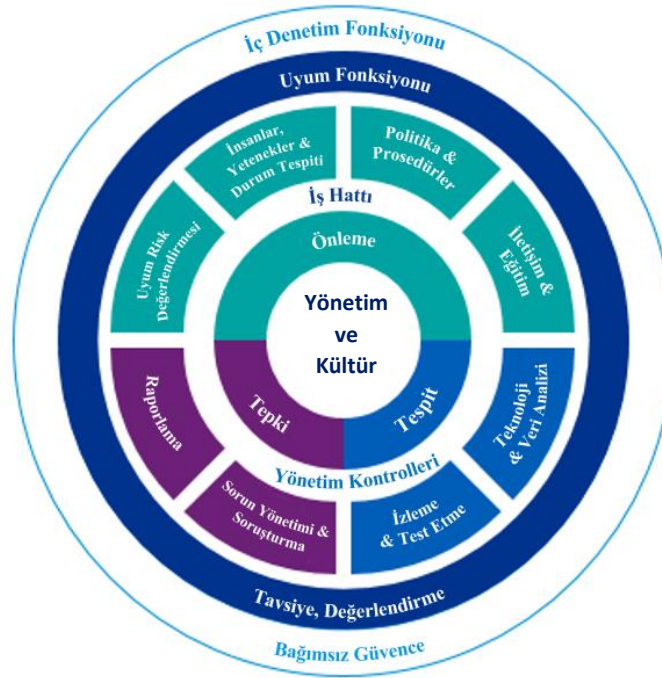 İç Denetim Fonksiyonu
Uyum Fonksiyonu
İnsanlar,
Yetenekler &
Durum Tespiti
Politika &
Prosedürler
İş Hattı
Uyum Risk
Değerlendirmesi
Önleme
İletişim &
Eğitim
Yönetim
ve
Kültür
Raporlama
Tepki
Tespit
Teknoloji
& Veri Analizi
Yönetim Kontrolleri
Sorun Yönetimi &
Soruşturma
İzleme
& Test Etme
Tavsiye, Değerlendirme
Bağımsız Güvence